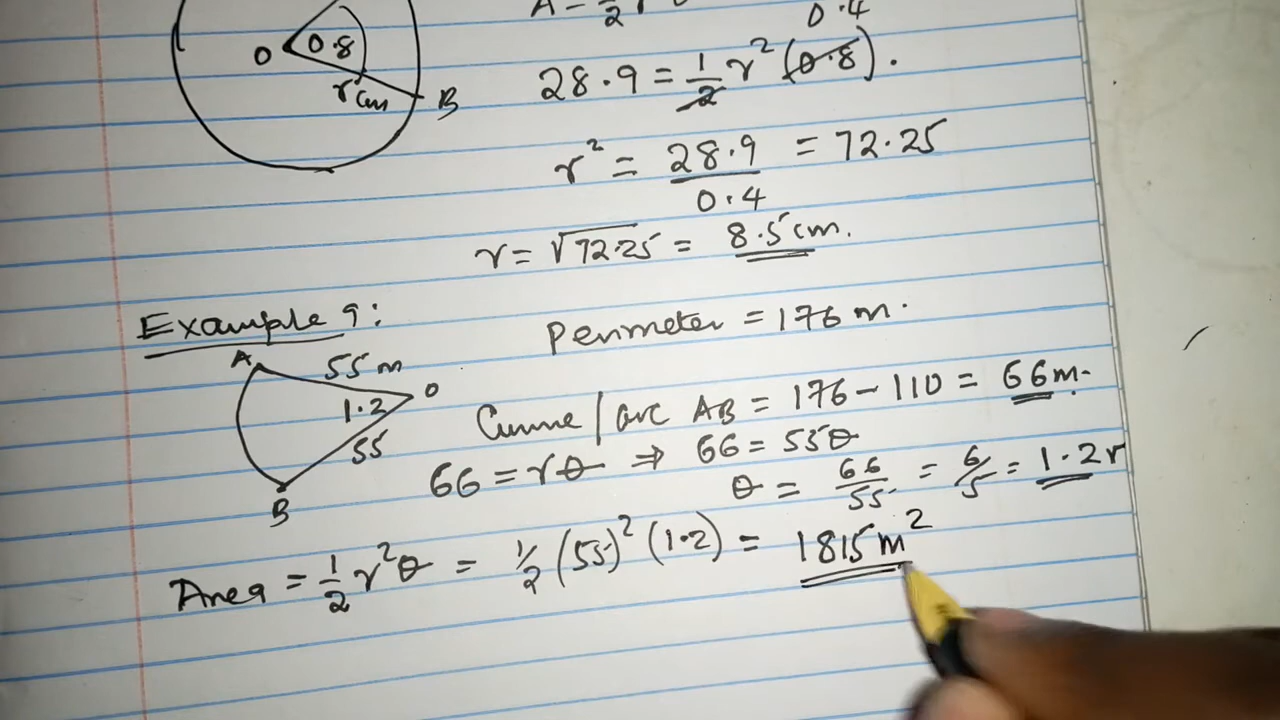 0.4
O 0.8
28.9 = 1/2 r² (0.8).
r cm B
r² = 28.9/0.4 = 72.25
r = √72.25 = 8.5 cm.
Example 9:
Perimeter = 176 m.
A 55 m O
1.2
55
B
Curve / arc AB = 176 - 110 = 66 m.
66 = rθ ⇒ 66 = 55θ
θ = 66/55 = 6/5 = 1.2 r
Area = 1/2 r²θ = 1/2 (55)² (1.2) = 1815 m²